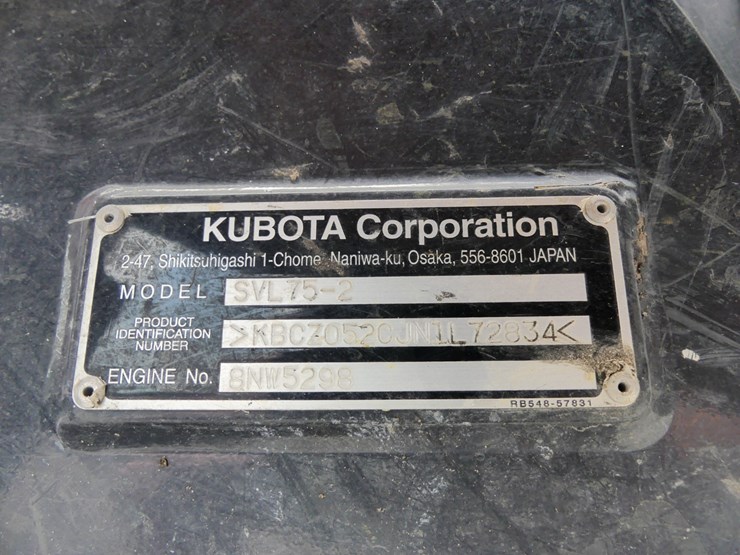 KUBOTA Corporation
2-47, Shikitsuhigashi 1-Chome, Naniwa-ku, Osaka, 556-8601 JAPAN
MODEL SVL75-2
PRODUCT
IDENTIFICATION
NUMBER
>KBCZ052CJN1L72834<
ENGINE No. 8NW5298
RB548-57831